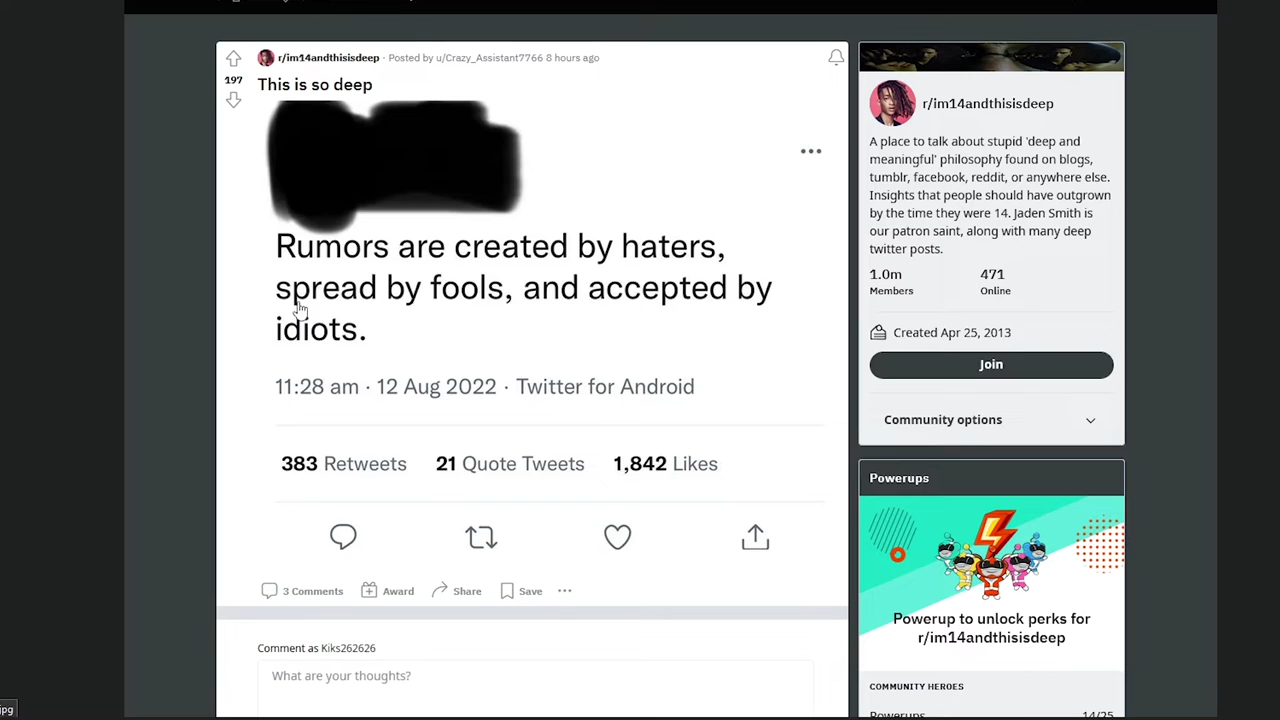 r/im14andthisisdeep · Posted by u/Crazy_Assistant7766 8 hours ago
197
This is so deep
Rumors are created by haters,
spread by fools, and accepted by
idiots.
11:28 am · 12 Aug 2022 · Twitter for Android
383 Retweets 21 Quote Tweets 1,842 Likes
3 Comments Award Share Save
Comment as Kiks262626
What are your thoughts?
r/im14andthisisdeep
A place to talk about stupid 'deep and
meaningful' philosophy found on blogs,
tumblr, facebook, reddit, or anywhere else.
Insights that people should have outgrown
by the time they were 14. Jaden Smith is
our patron saint, along with many deep
twitter posts.
1.0m 471
Members Online
Created Apr 25, 2013
Join
Community options
Powerups
Powerup to unlock perks for
r/im14andthisisdeep
COMMUNITY HEROES
Powerups 14/25
jpg